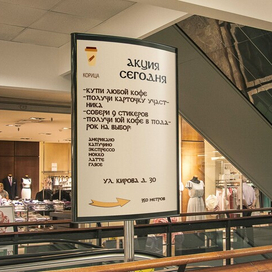 КОРИЦА
АКЦИЯ
СЕГОДНЯ
-КУПИ ЛЮБОЙ КОФЕ
-ПОЛУЧИ КАРТОЧКУ УЧАСТ-
НИКА
-СОБЕРИ 9 СТИКЕРОВ
-ПОЛУЧИ 10Й КОФЕ В ПОДА-
РОК НА ВЫБОР
АМЕРИКАНО
КАПУЧИНО
ЭКСПРЕССО
МОККО
ЛАТТЕ
ГЛЯСЕ
УЛ. КИРОВА Д. 30
150 МЕТРОВ